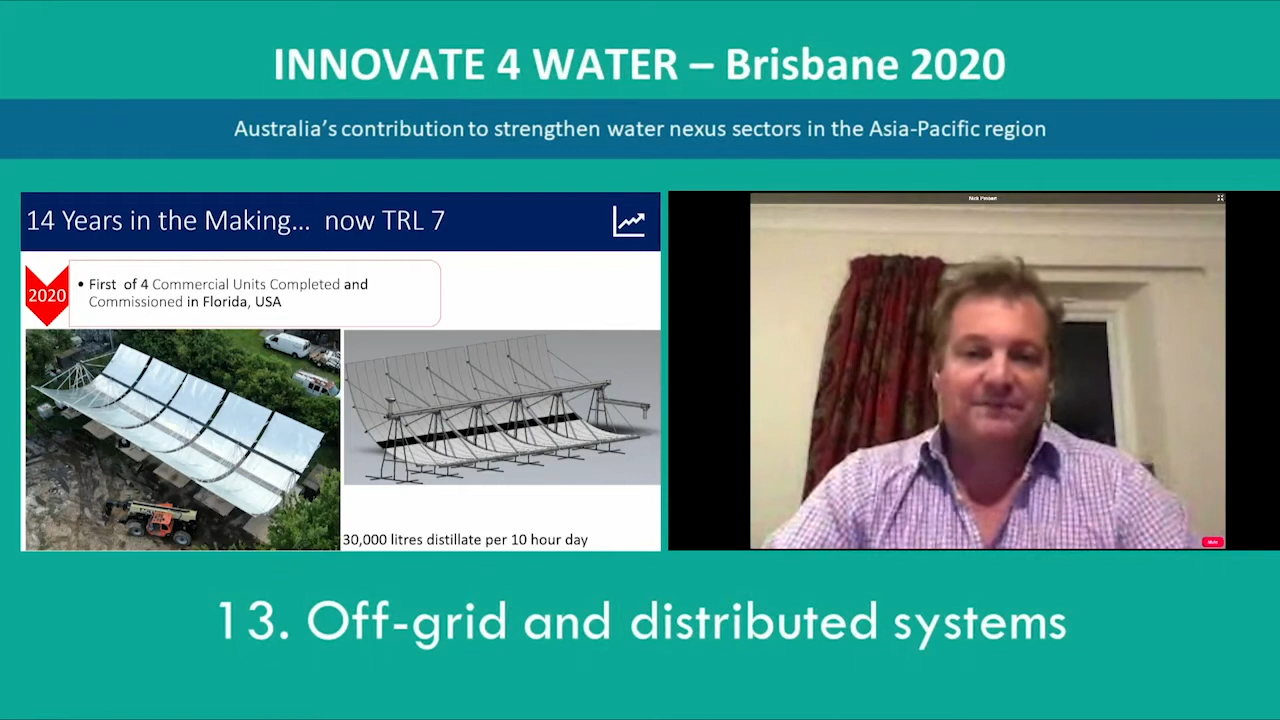 INNOVATE 4 WATER – Brisbane 2020
Australia's contribution to strengthen water nexus sectors in the Asia-Pacific region
14 Years in the Making... now TRL 7
2020
• First of 4 Commercial Units Completed and
Commissioned in Florida, USA
30,000 litres distillate per 10 hour day
13. Off-grid and distributed systems